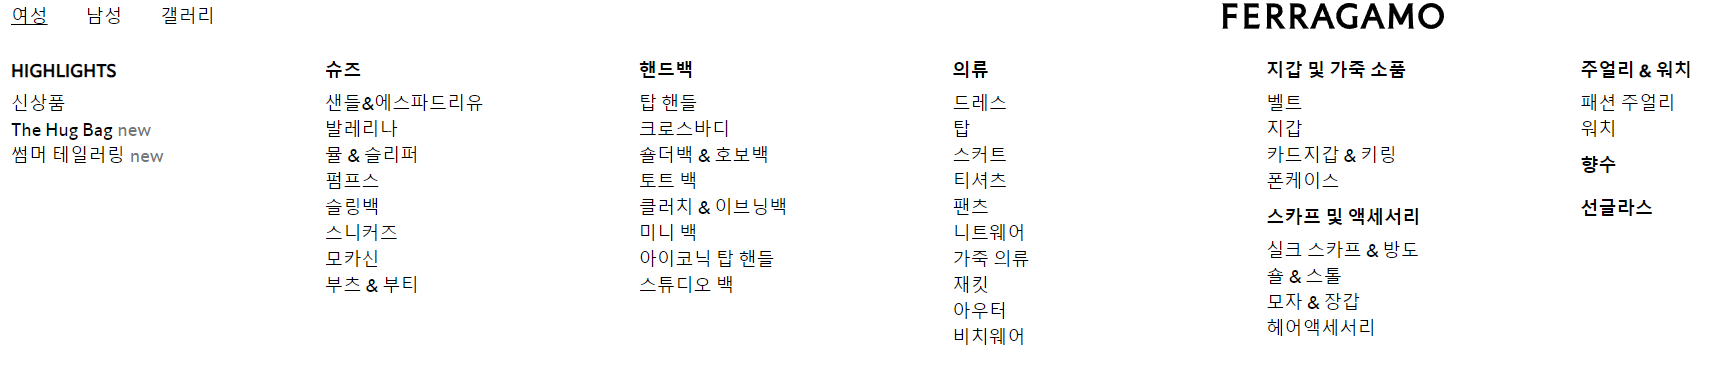 여성 남성 갤러리
FERRAGAMO
HIGHLIGHTS
신상품
The Hug Bag new
썸머 테일러링 new
슈즈
샌들&에스파드리유
발레리나
뮬 & 슬리퍼
펌프스
슬링백
스니커즈
모카신
부츠 & 부티
핸드백
탑 핸들
크로스바디
숄더백 & 호보백
토트 백
클러치 & 이브닝백
미니 백
아이코닉 탑 핸들
스튜디오 백
의류
드레스
탑
스커트
티셔츠
팬츠
니트웨어
가죽 의류
재킷
아우터
비치웨어
지갑 및 가죽 소품
벨트
지갑
카드지갑 & 키링
폰케이스
스카프 및 액세서리
실크 스카프 & 방도
숄 & 스톨
모자 & 장갑
헤어액세서리
주얼리 & 워치
패션 주얼리
워치
향수
선글라스